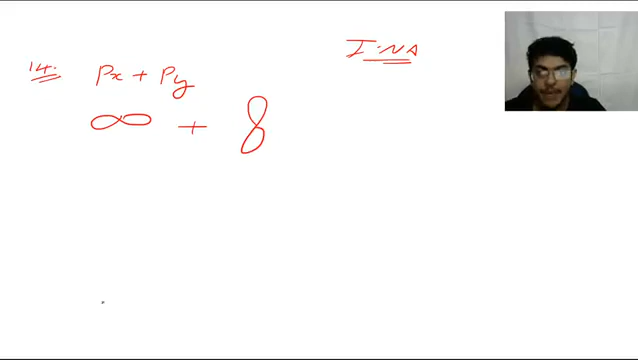 I.NA
14. Px + Py
∞ + 8